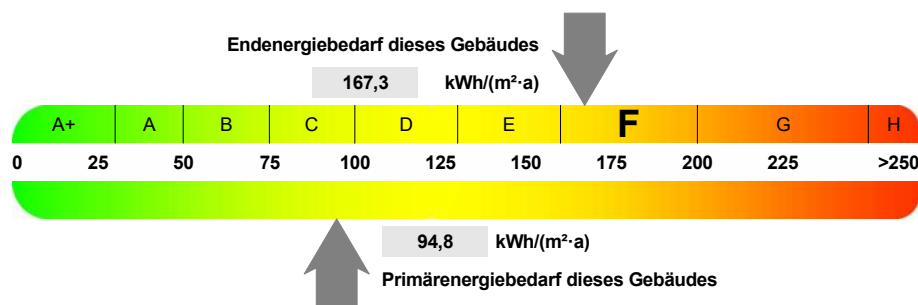 Endenergiebedarf dieses Gebäudes
167,3 kWh/(m²·a)
A+ A B C D E F G H
0 25 50 75 100 125 150 175 200 225 >250
94,8 kWh/(m²·a)
Primärenergiebedarf dieses Gebäudes